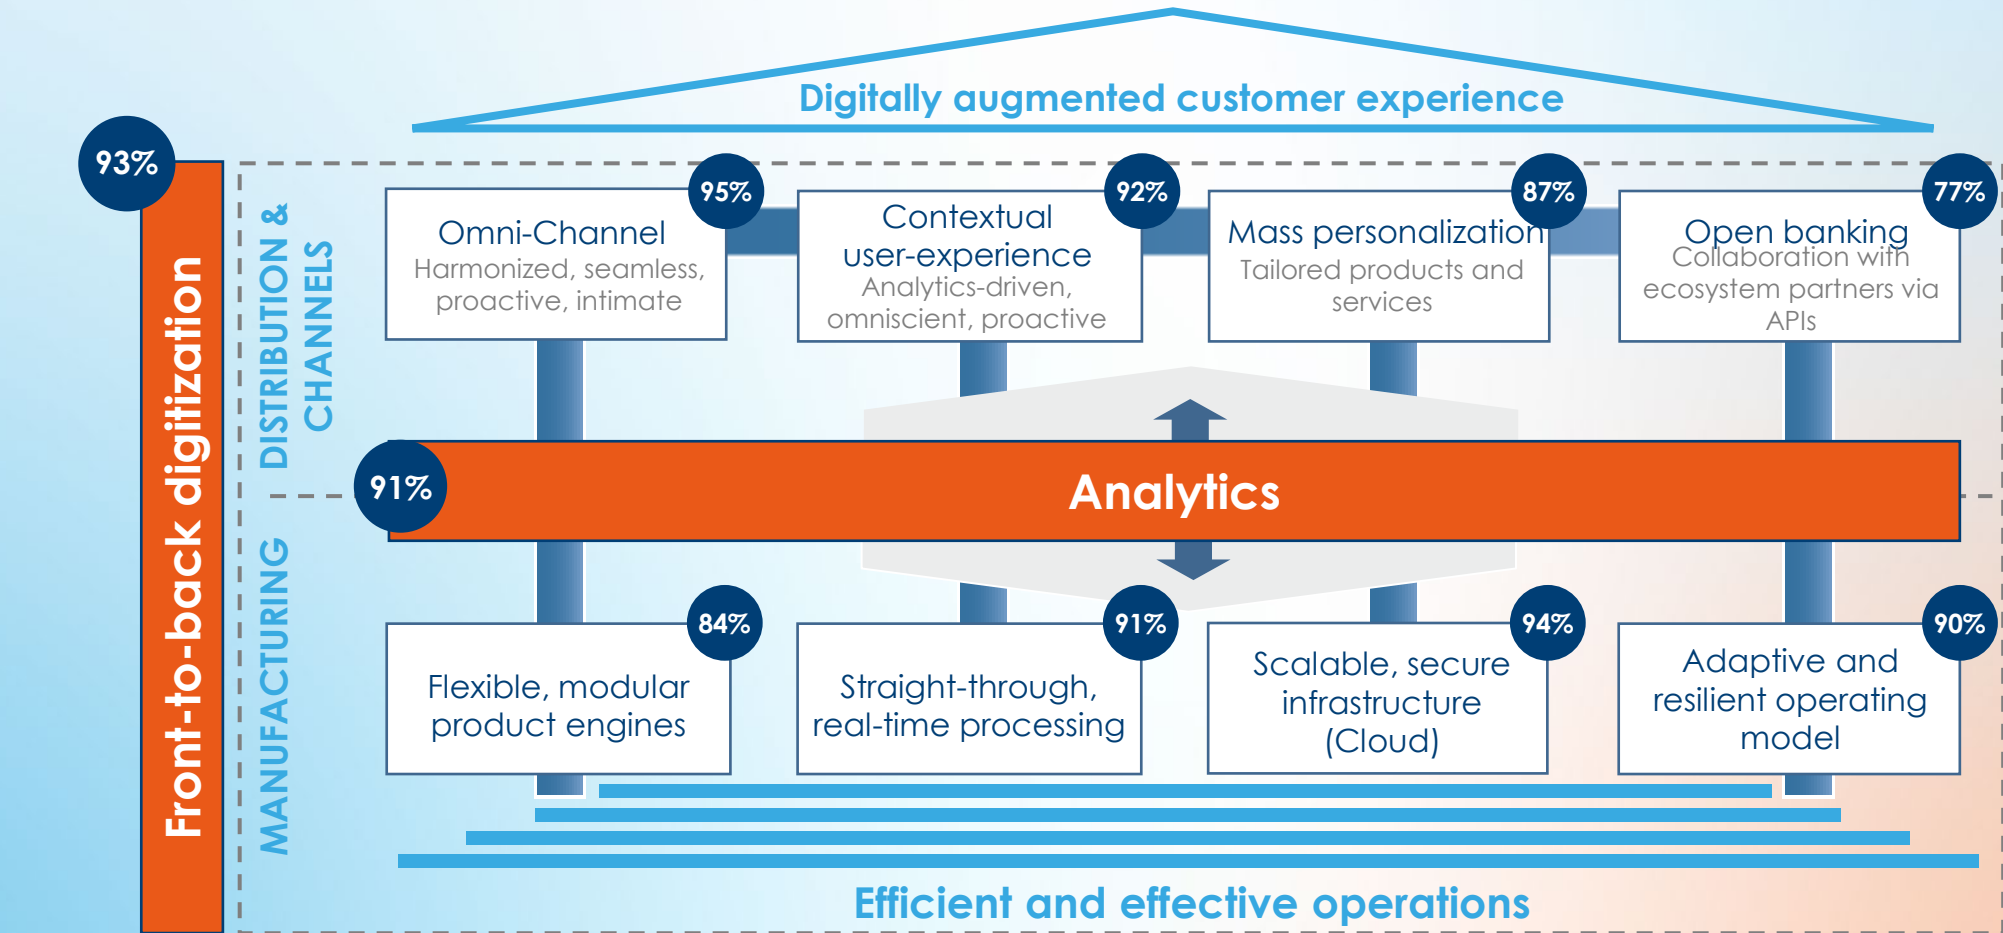 Digitally augmented customer experience
93%
Front-to-back digitization
DISTRIBUTION &
CHANNELS
95%
Omni-Channel
Harmonized, seamless,
proactive, intimate
92%
Contextual
user-experience
Analytics-driven,
omniscient, proactive
87%
Mass personalization
Tailored products and
services
77%
Open banking
Collaboration with
ecosystem partners via
APIs
91%
Analytics
MANUFACTURING
84%
Flexible, modular
product engines
91%
Straight-through,
real-time processing
94%
Scalable, secure
infrastructure
(Cloud)
90%
Adaptive and
resilient operating
model
Efficient and effective operations